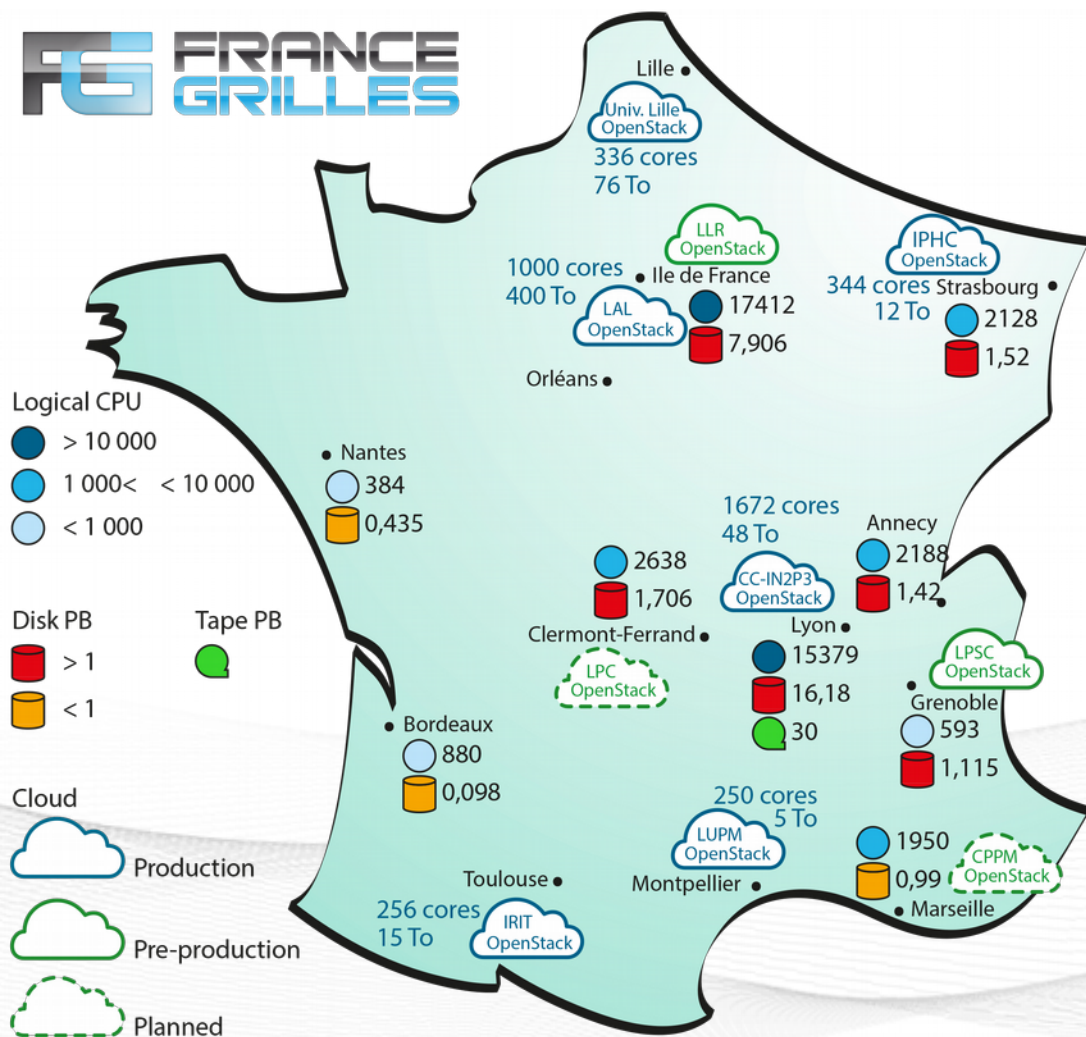 FG FRANCE
GRILLES
Lille
Univ. Lille
OpenStack
336 cores
76 To
LLR
OpenStack
IPHC
OpenStack
1000 cores
400 To
Ile de France
LAL
OpenStack
17412
7,906
344 cores
12 To
Strasbourg
2128
1,52
Orléans
Logical CPU
> 10 000
1 000< < 10 000
< 1 000
Nantes
384
0,435
1672 cores
48 To
CC-IN2P3
OpenStack
Annecy
2188
1,42
2638
1,706
Clermont-Ferrand
LPC
OpenStack
Lyon
15379
16,18
30
LPSC
OpenStack
Grenoble
593
1,115
Disk PB
> 1
< 1
Tape PB
Bordeaux
880
0,098
250 cores
5 To
LUPM
OpenStack
Montpellier
1950
0,99
CPPM
OpenStack
Marseille
Toulouse
256 cores
15 To
IRIT
OpenStack
Cloud
Production
Pre-production
Planned